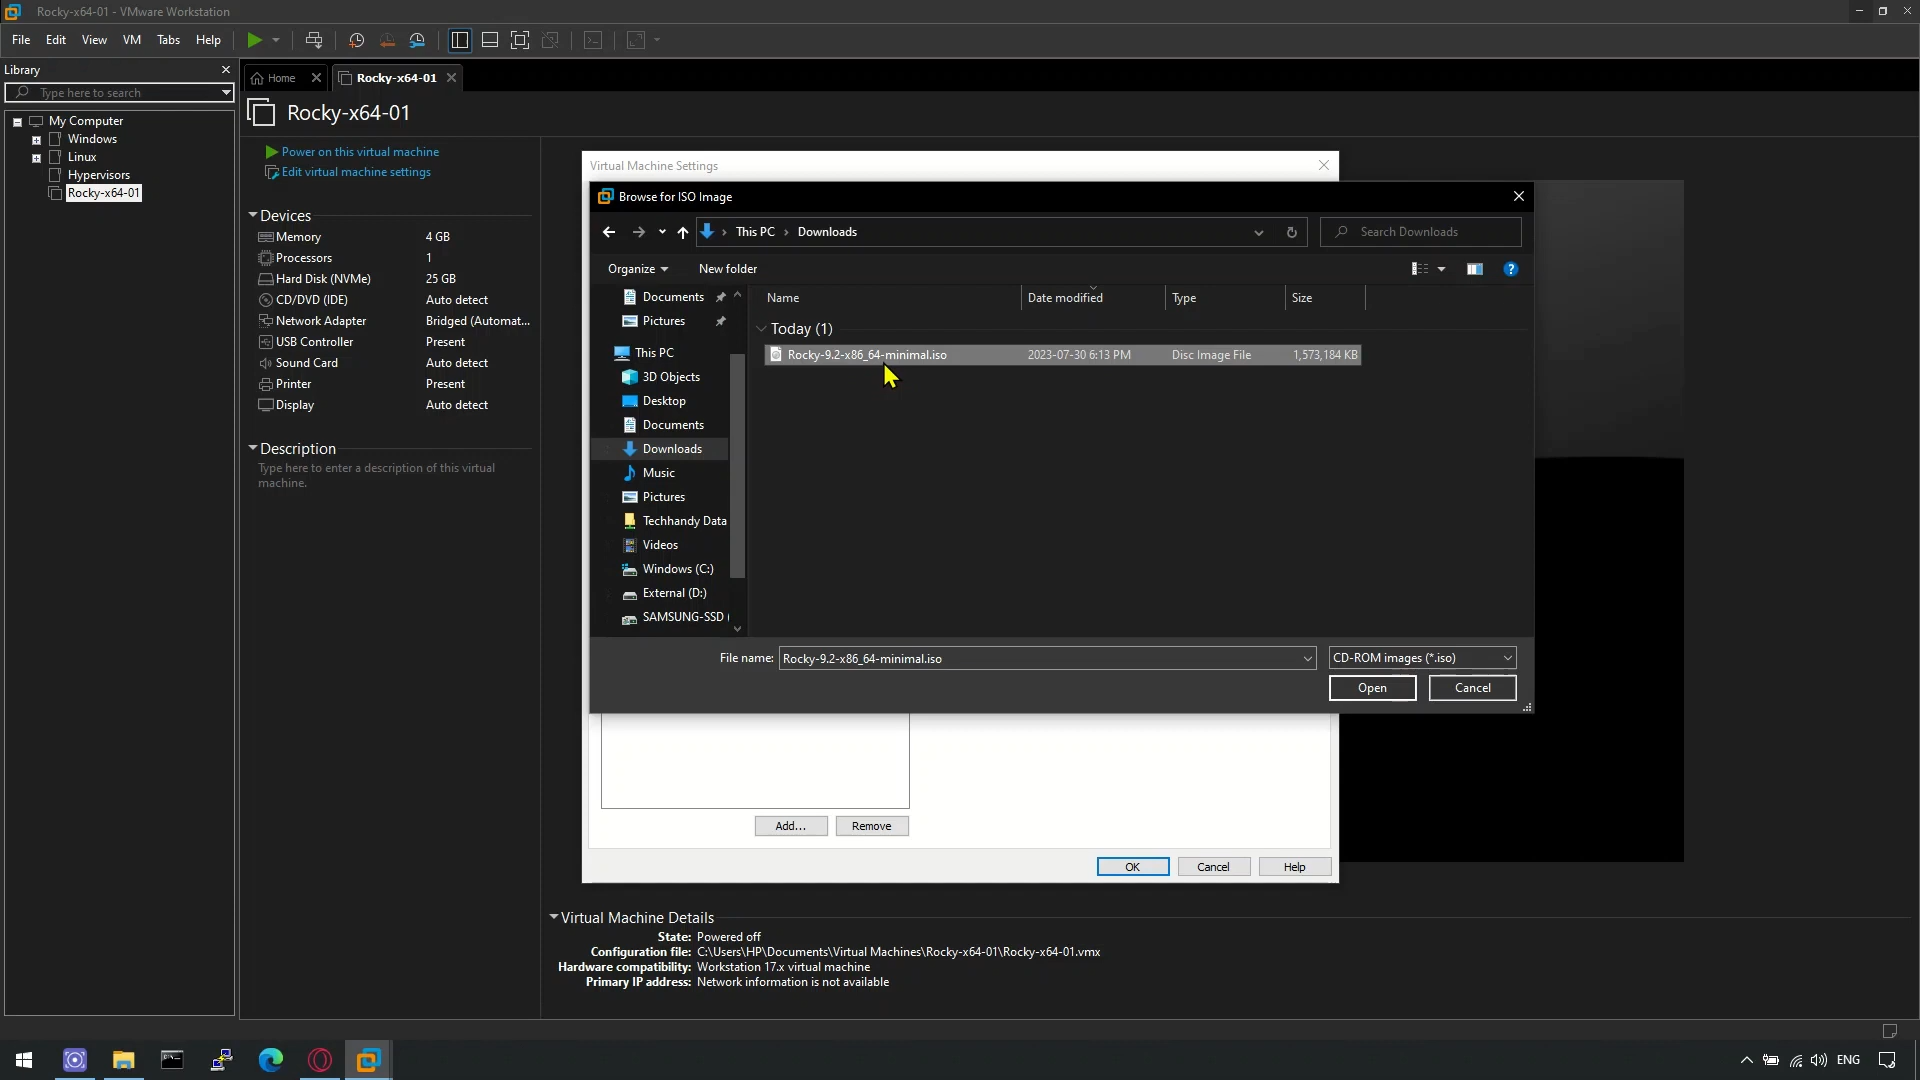 Rocky-x64-01 - VMware Workstation
File Edit View VM Tabs Help
Library
Type here to search
My Computer
Windows
Linux
Hypervisors
Rocky-x64-01
Home
Rocky-x64-01
Rocky-x64-01
Power on this virtual machine
Edit virtual machine settings
Devices
Memory 4 GB
Processors 1
Hard Disk (NVMe) 25 GB
CD/DVD (IDE) Auto detect
Network Adapter Bridged (Automat...
USB Controller Present
Sound Card Auto detect
Printer Present
Display Auto detect
Description
Type here to enter a description of this virtual
machine.
Virtual Machine Settings
Browse for ISO Image
This PC › Downloads
Search Downloads
Organize New folder
Documents
Pictures
This PC
3D Objects
Desktop
Documents
Downloads
Music
Pictures
Techhandy Data
Videos
Windows (C:)
External (D:)
SAMSUNG-SSD (
Name Date modified Type Size
Today (1)
Rocky-9.2-x86_64-minimal.iso 2023-07-30 6:13 PM Disc Image File 1,573,184 KB
File name: Rocky-9.2-x86_64-minimal.iso CD-ROM images (*.iso)
Open Cancel
Add... Remove
OK Cancel Help
Virtual Machine Details
State: Powered off
Configuration file: C:\Users\HP\Documents\Virtual Machines\Rocky-x64-01\Rocky-x64-01.vmx
Hardware compatibility: Workstation 17.x virtual machine
Primary IP address: Network information is not available
ENG